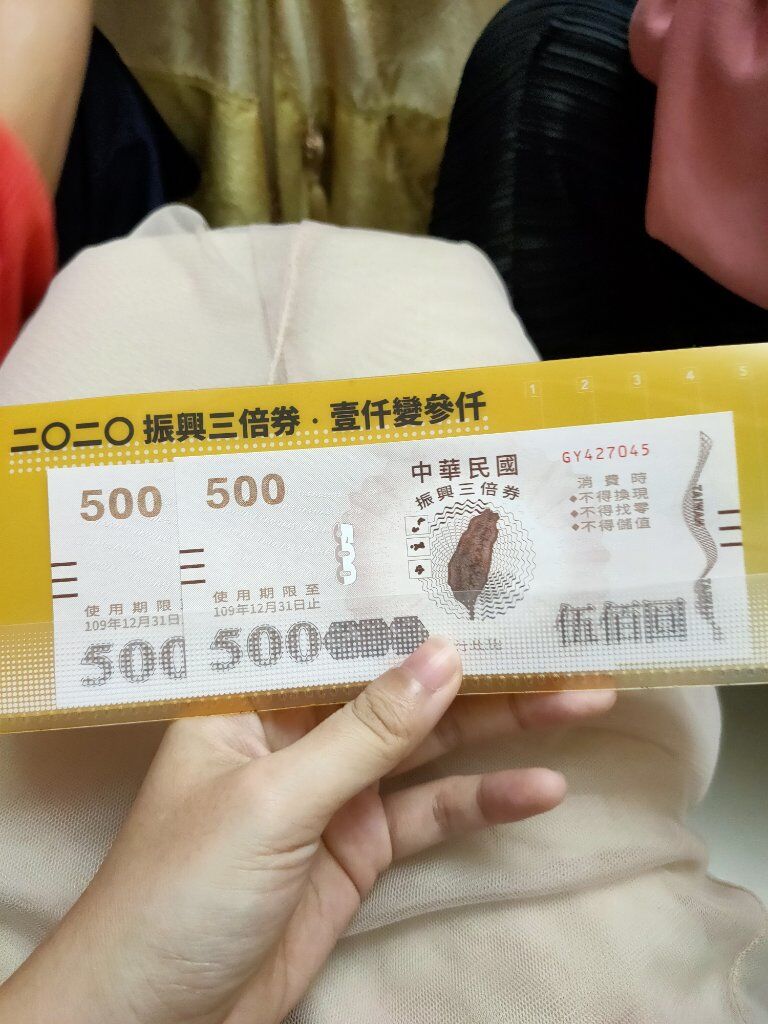 二〇二〇 振興三倍券．壹仟變參仟
1 2 3 4 5
500
使用期限
109年12月31日
500
500
使用期限至
109年12月31日止
500
500
中華民國
振興三倍券
GY427045
消費時
◆不得換現
◆不得找零
◆不得儲值
TAIWAN
TAIWAN
伍佰圓